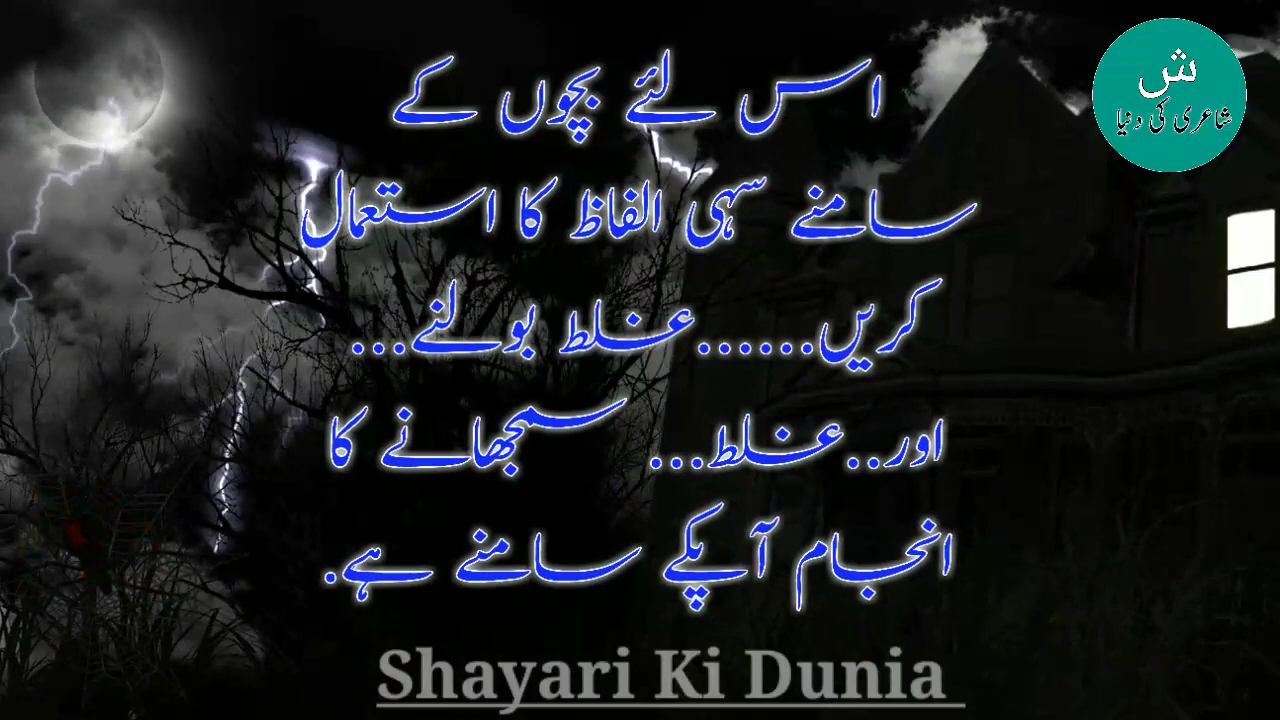 ش
شاعری کی دنیا
اس لئے بچوں کے
سامنے سہی الفاظ کا استعمال
کریں......غلط بولنے...
اور..غلط...سمجھانے کا
انجام آپکے سامنے ہے.
Shayari Ki Dunia